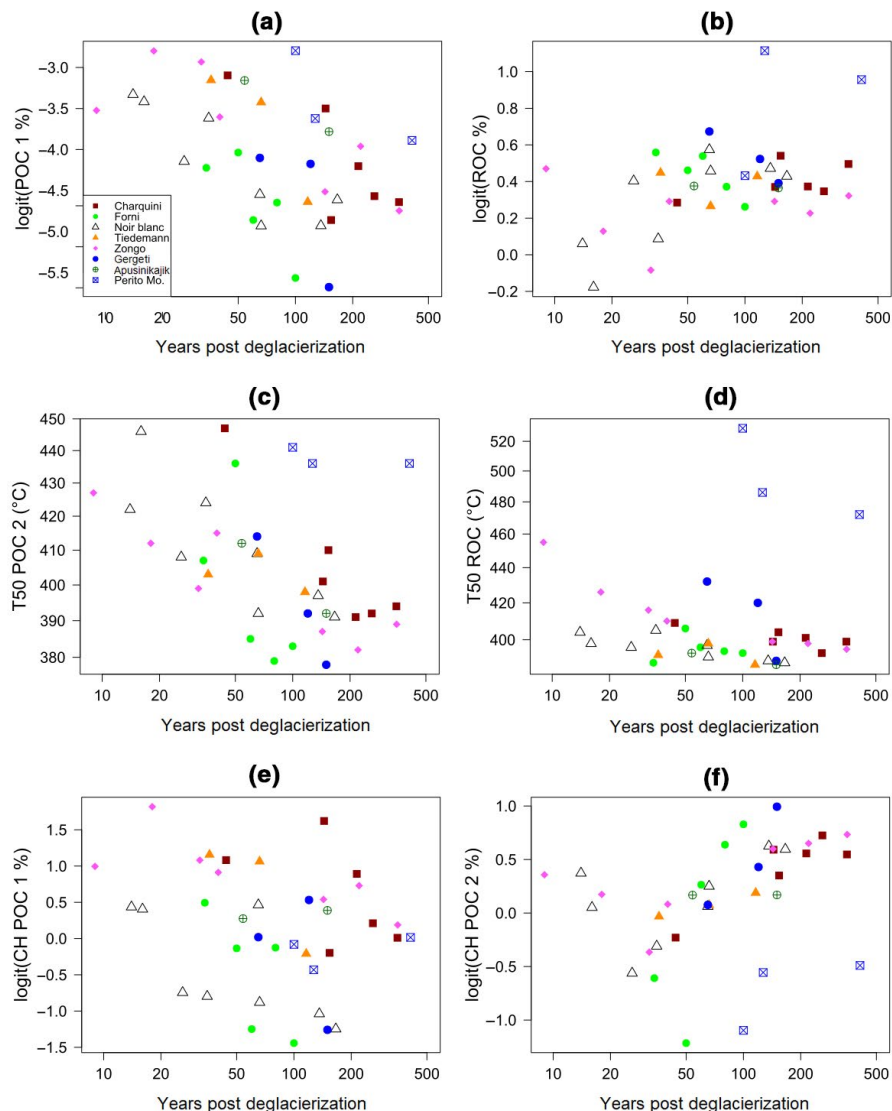 (a)
logit(POC 1 %)
−3.0
−3.5
−4.0
−4.5
−5.0
−5.5
Charquini
Forni
Noir blanc
Tiedemann
Zongo
Gergeti
Apusinikajik
Perito Mo.
10 20 50 100 200 500
Years post deglacierization
(b)
logit(ROC %)
1.0
0.8
0.6
0.4
0.2
0.0
−0.2
10 20 50 100 200 500
Years post deglacierization
(c)
T50 POC 2 (°C)
450
440
430
420
410
400
390
380
10 20 50 100 200 500
Years post deglacierization
(d)
T50 ROC (°C)
520
500
480
460
440
420
400
10 20 50 100 200 500
Years post deglacierization
(e)
logit(CH POC 1 %)
1.5
1.0
0.5
0.0
−0.5
−1.0
−1.5
10 20 50 100 200 500
Years post deglacierization
(f)
logit(CH POC 2 %)
1.0
0.5
0.0
−0.5
−1.0
10 20 50 100 200 500
Years post deglacierization